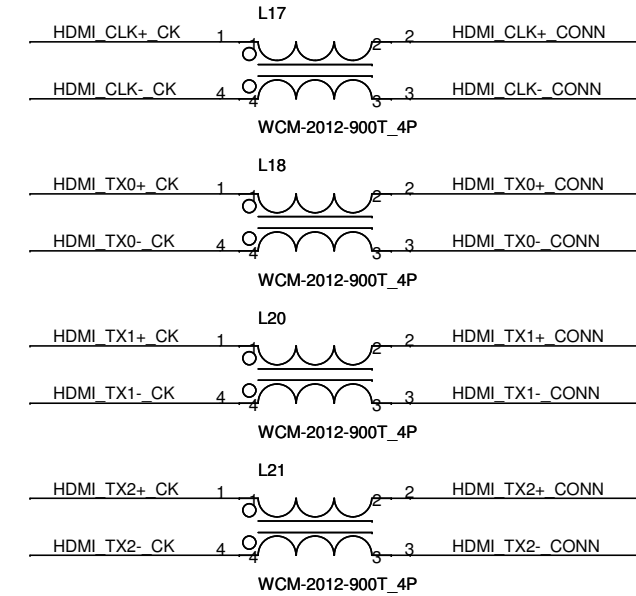 L17
HDMI_CLK+_CK 1 1 2 2 HDMI_CLK+_CONN
HDMI_CLK-_CK 4 4 3 3 HDMI_CLK-_CONN
WCM-2012-900T_4P
L18
HDMI_TX0+_CK 1 1 2 2 HDMI_TX0+_CONN
HDMI_TX0-_CK 4 4 3 3 HDMI_TX0-_CONN
WCM-2012-900T_4P
L20
HDMI_TX1+_CK 1 1 2 2 HDMI_TX1+_CONN
HDMI_TX1-_CK 4 4 3 3 HDMI_TX1-_CONN
WCM-2012-900T_4P
L21
HDMI_TX2+_CK 1 1 2 2 HDMI_TX2+_CONN
HDMI_TX2-_CK 4 4 3 3 HDMI_TX2-_CONN
WCM-2012-900T_4P